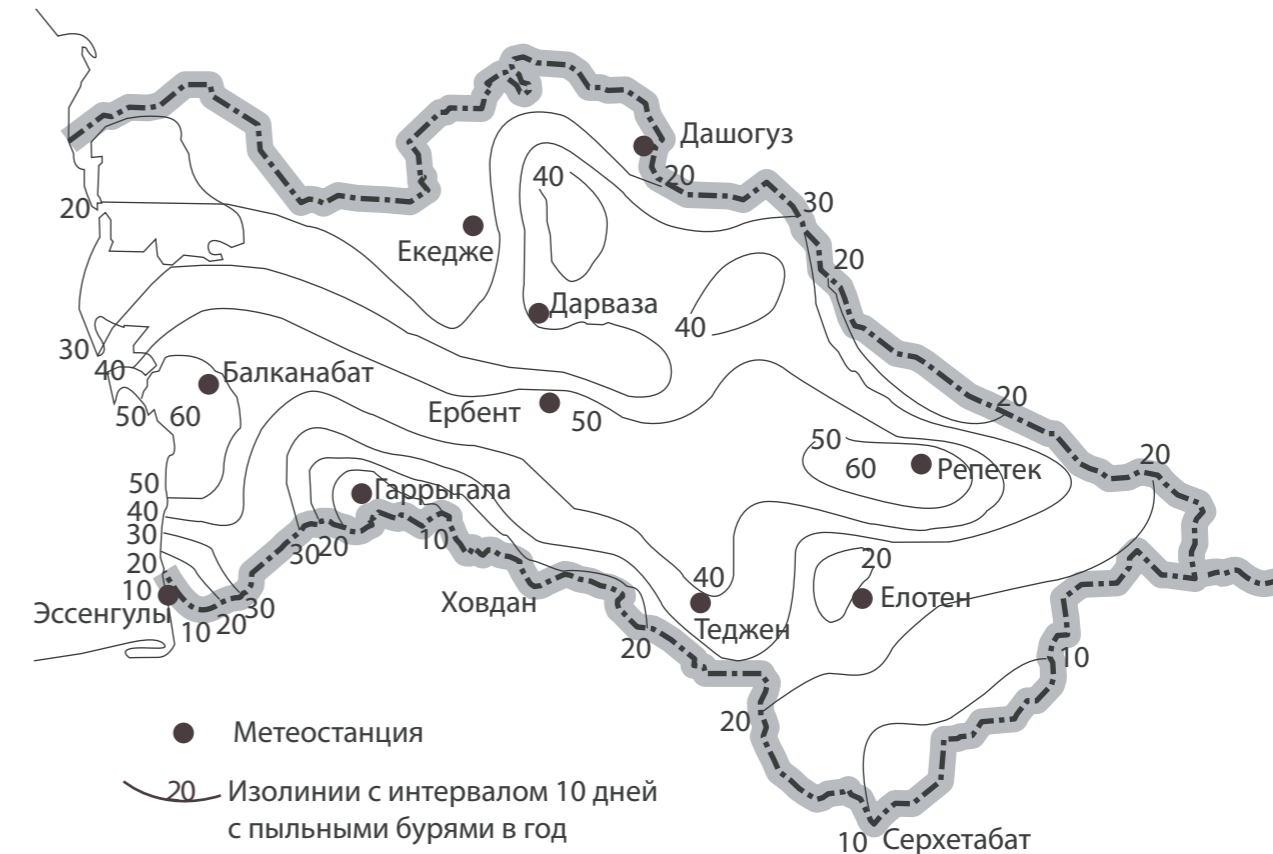 Дашогуз
20
40
30
20
Екедже
20
Дарваза
40
30
40
Балканабат
20
50
60
Ербент
50
50
60
Репетек
20
50
Гаррыгала
40
30
30
20
10
20
20
10
40
Елотен
Эссенгулы
Ховдан
30
10
20
Теджен
20
10
20
Метеостанция
20
Изолинии с интервалом 10 дней
с пыльными бурями в год
10
Серхетабат